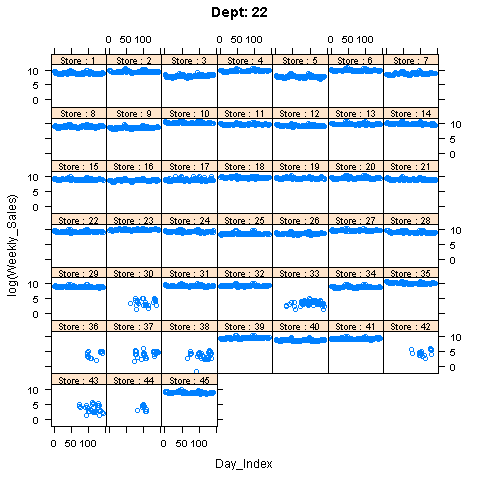 Dept: 22
0 50 100 0 50 100 0 50 100 0 50 100
Store : 1 Store : 2 Store : 3 Store : 4 Store : 5 Store : 6 Store : 7
10
5
0
Store : 8 Store : 9 Store : 10 Store : 11 Store : 12 Store : 13 Store : 14
10
5
0
Store : 15 Store : 16 Store : 17 Store : 18 Store : 19 Store : 20 Store : 21
10
5
0
Store : 22 Store : 23 Store : 24 Store : 25 Store : 26 Store : 27 Store : 28
10
5
0
Store : 29 Store : 30 Store : 31 Store : 32 Store : 33 Store : 34 Store : 35
10
5
0
Store : 36 Store : 37 Store : 38 Store : 39 Store : 40 Store : 41 Store : 42
10
5
0
Store : 43 Store : 44 Store : 45
10
5
0
0 50 100 0 50 100
log(Weekly_Sales)
Day_Index